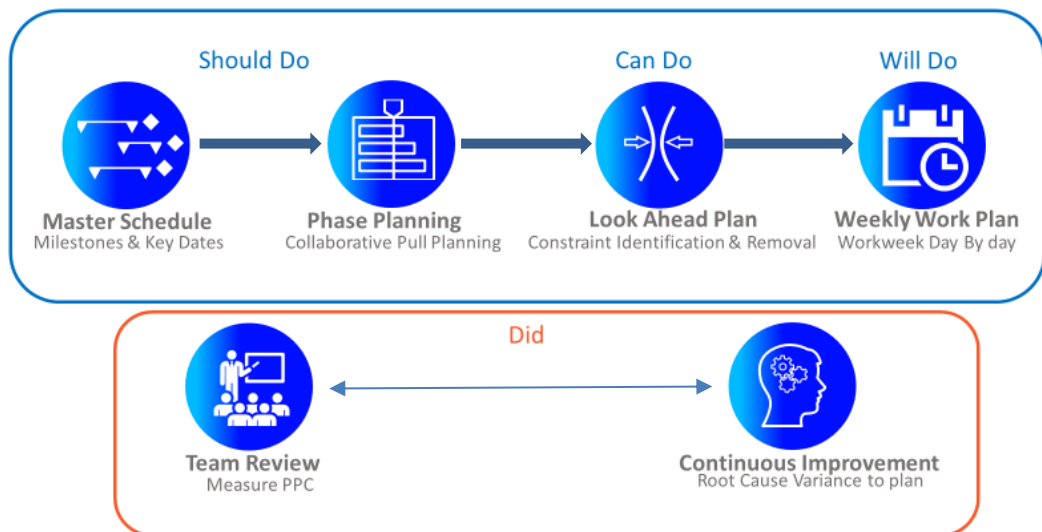 Should Do
Can Do
Will Do
Master Schedule
Milestones & Key Dates
Phase Planning
Collaborative Pull Planning
Look Ahead Plan
Constraint Identification & Removal
Weekly Work Plan
Workweek Day By day
Did
Team Review
Measure PPC
Continuous Improvement
Root Cause Variance to plan